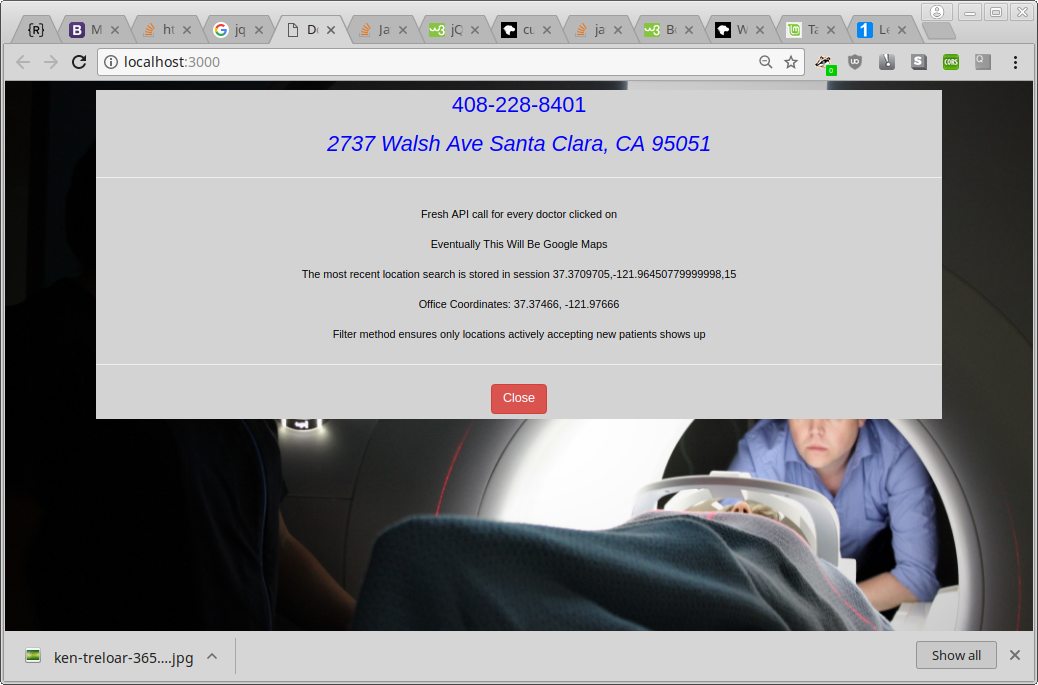 {R} M ht jq Do Ja jQ cu ja Bo W Ta Le
localhost:3000
0 UD S CORS Q
408-228-8401
2737 Walsh Ave Santa Clara, CA 95051
Fresh API call for every doctor clicked on
Eventually This Will Be Google Maps
The most recent location search is stored in session 37.3709705,-121.96450779999998,15
Office Coordinates: 37.37466, -121.97666
Filter method ensures only locations actively accepting new patients shows up
Close
ken-treloar-365....jpg
Show all